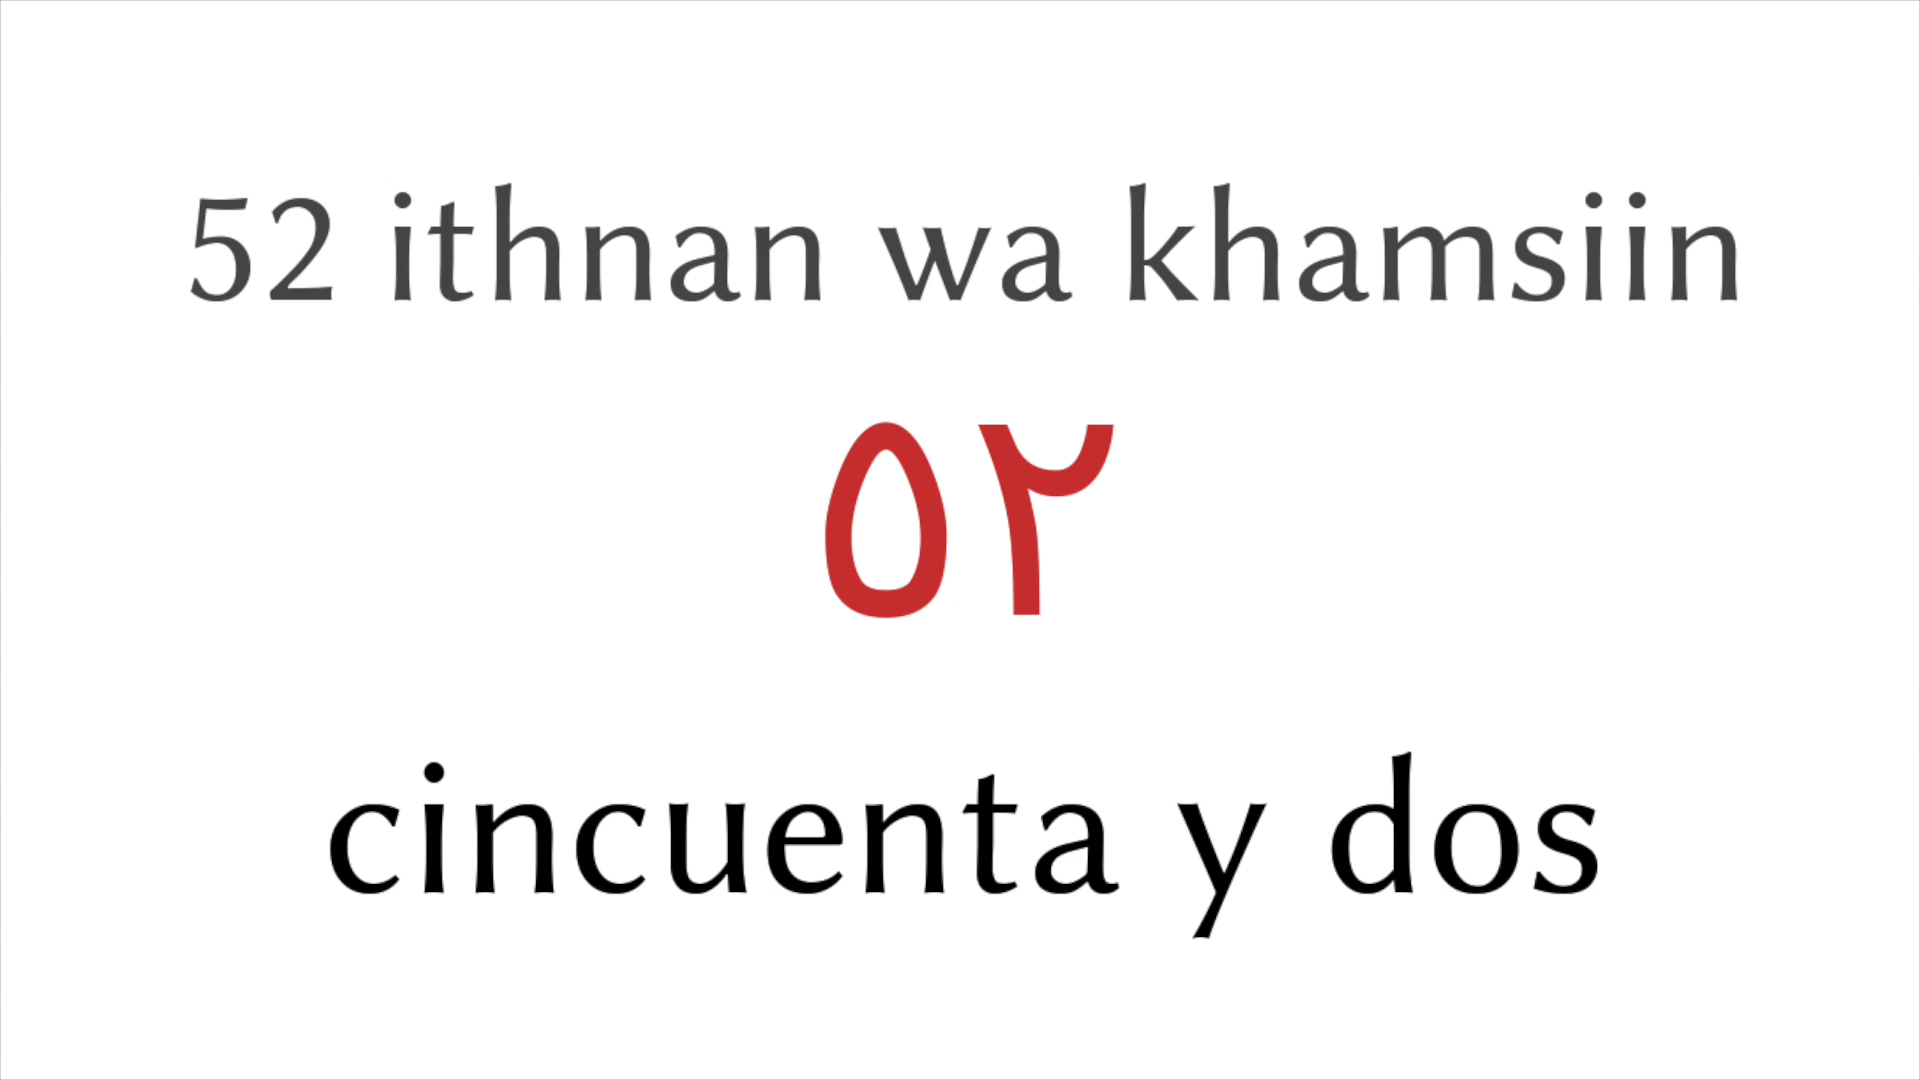 52 ithnan wa khamsiin
٥٢
cincuenta y dos